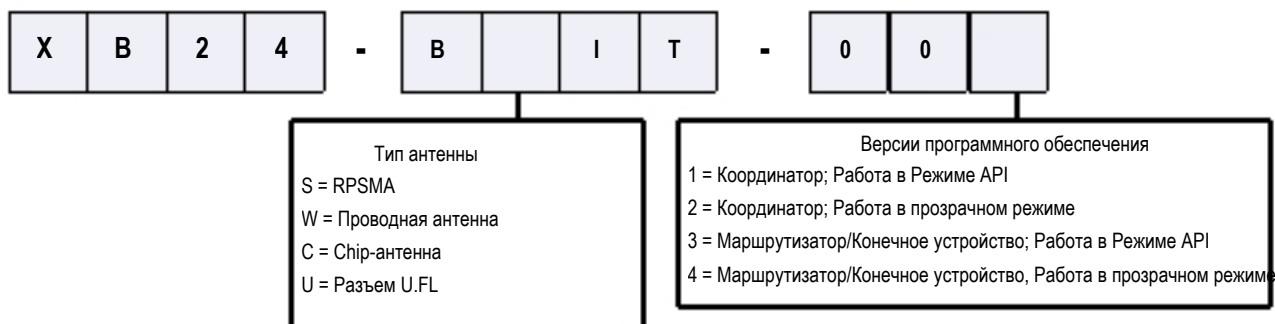 X B 2 4 - B I T - 0 0
Тип антенны
S = RPSMA
W = Проводная антенна
C = Chip-антенна
U = Разъем U.FL
Версии программного обеспечения
1 = Координатор; Работа в Режиме API
2 = Координатор; Работа в прозрачном режиме
3 = Маршрутизатор/Конечное устройство; Работа в Режиме API
4 = Маршрутизатор/Конечное устройство, Работа в прозрачном режиме